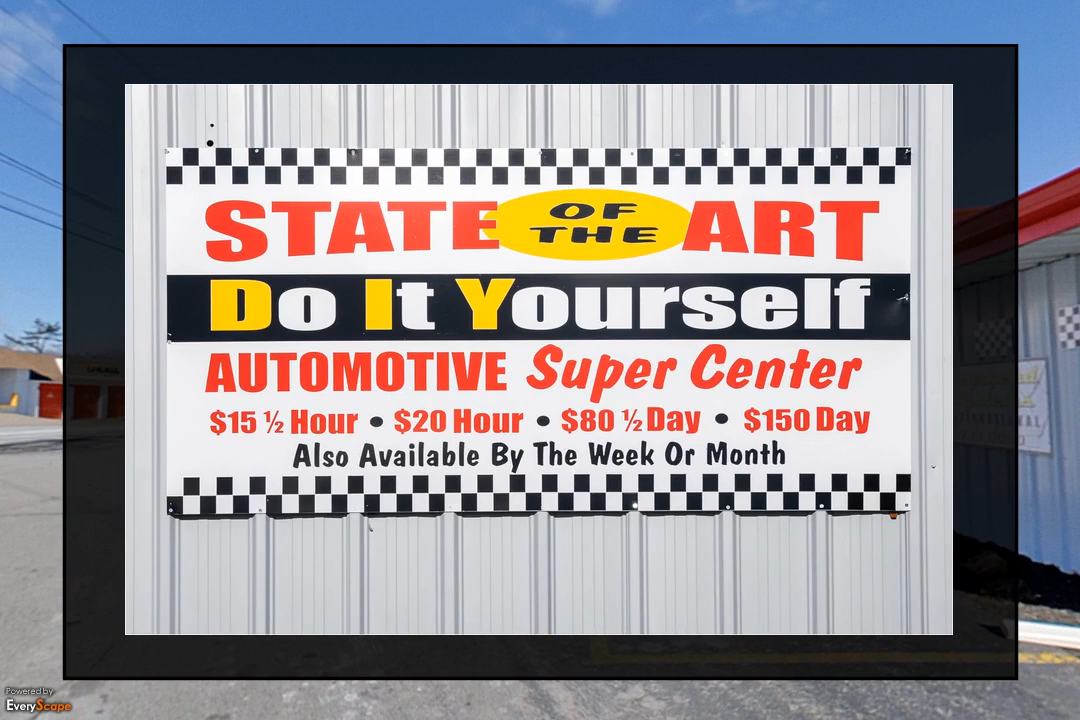 STATE OF THE ART
Do It Yourself
AUTOMOTIVE Super Center
$15 ½ Hour • $20 Hour • $80 ½ Day • $150 Day
Also Available By The Week Or Month
Powered by
EveryScape